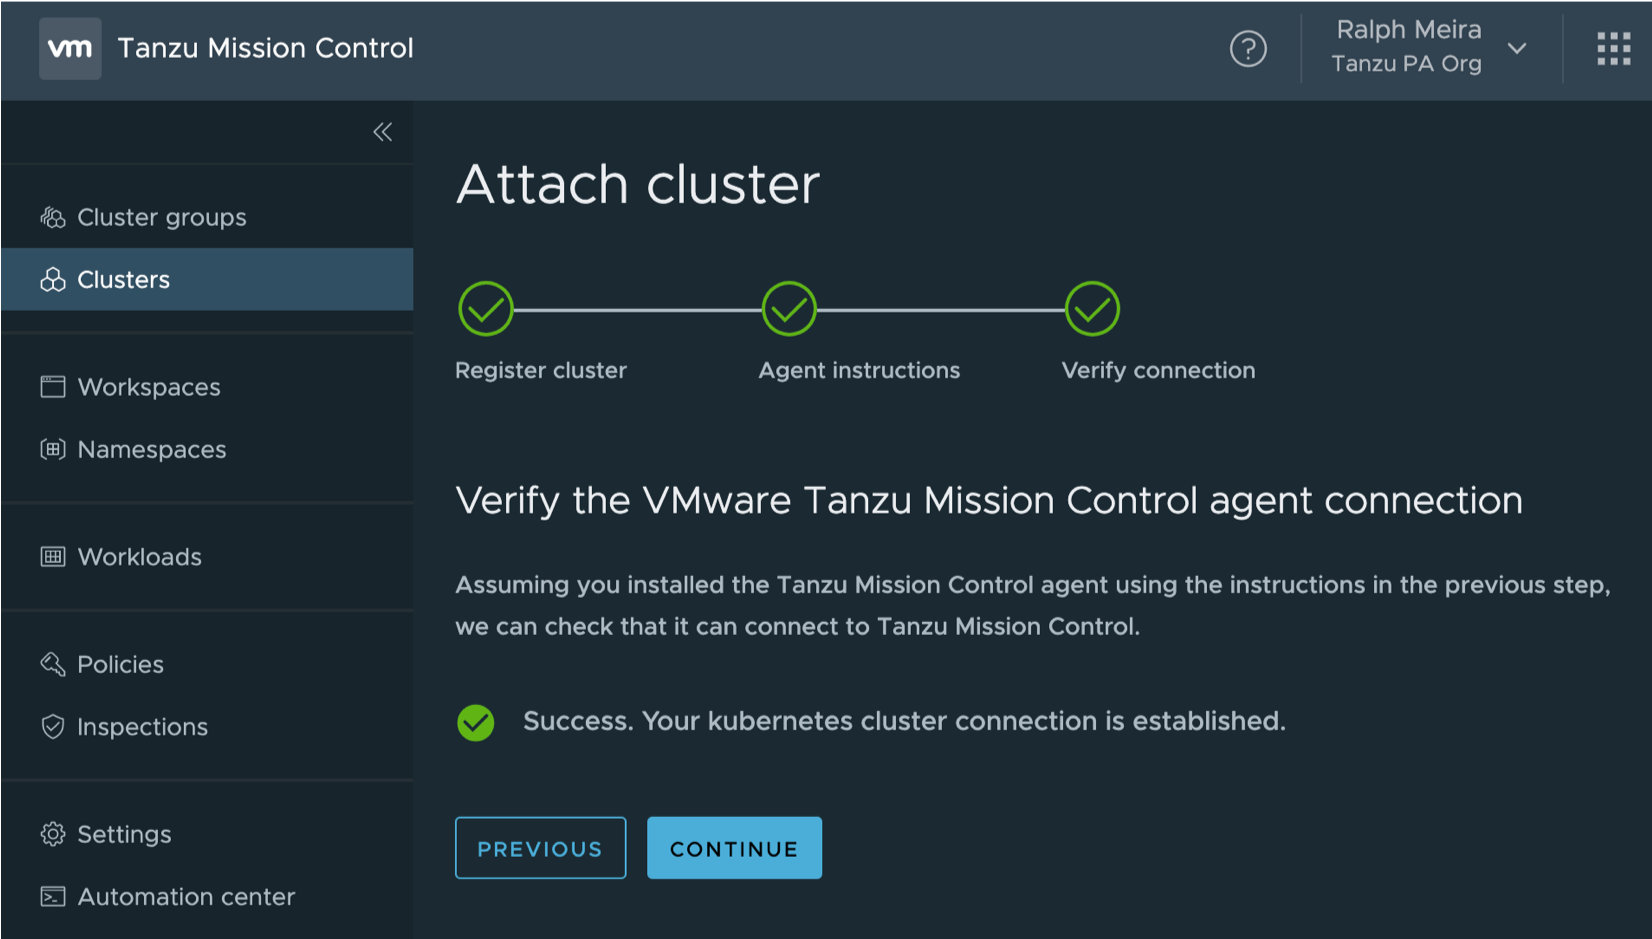 vm Tanzu Mission Control
Ralph Meira
Tanzu PA Org
Cluster groups
Clusters
Workspaces
Namespaces
Workloads
Policies
Inspections
Settings
Automation center
Attach cluster
Register cluster
Agent instructions
Verify connection
Verify the VMware Tanzu Mission Control agent connection
Assuming you installed the Tanzu Mission Control agent using the instructions in the previous step,
we can check that it can connect to Tanzu Mission Control.
Success. Your kubernetes cluster connection is established.
PREVIOUS
CONTINUE